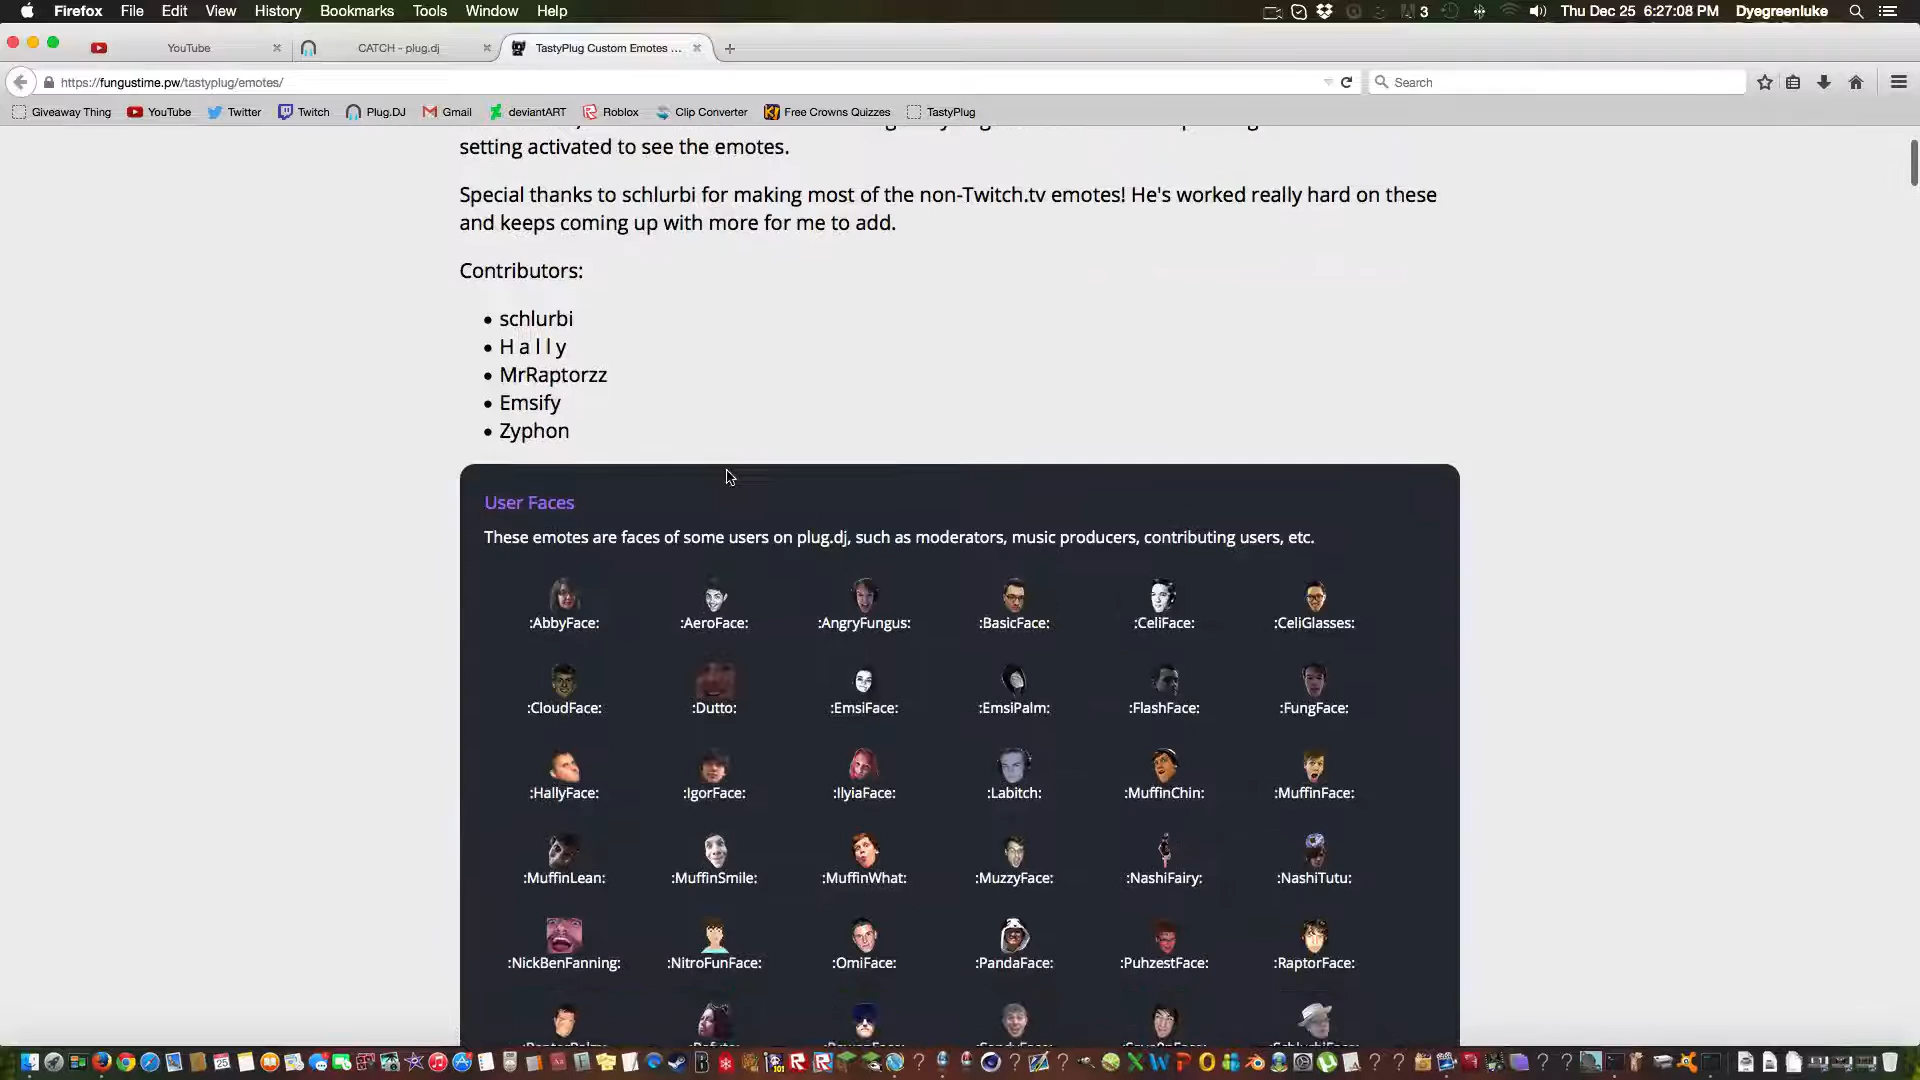 Firefox File Edit View History Bookmarks Tools Window Help 3 Thu Dec 25 6:27:08 PM Dyegreenluke
YouTube CATCH - plug.dj TastyPlug Custom Emotes ...
https://fungustime.pw/tastyplug/emotes/ Search
Giveaway Thing YouTube Twitter Twitch Plug.DJ Gmail deviantART Roblox Clip Converter Free Crowns Quizzes TastyPlug
setting activated to see the emotes.
Special thanks to schlurbi for making most of the non-Twitch.tv emotes! He's worked really hard on these
and keeps coming up with more for me to add.
Contributors:
• schlurbi
• H a l l y
• MrRaptorzz
• Emsify
• Zyphon
User Faces
These emotes are faces of some users on plug.dj, such as moderators, music producers, contributing users, etc.
:AbbyFace: :AeroFace: :AngryFungus: :BasicFace: :CeliFace: :CeliGlasses:
:CloudFace: :Dutto: :EmsiFace: :EmsiPalm: :FlashFace: :FungFace:
:HallyFace: :IgorFace: :IlyiaFace: :Labitch: :MuffinChin: :MuffinFace:
:MuffinLean: :MuffinSmile: :MuffinWhat: :MuzzyFace: :NashiFairy: :NashiTutu:
:NickBenFanning: :NitroFunFace: :OmiFace: :PandaFace: :PuhzestFace: :RaptorFace: